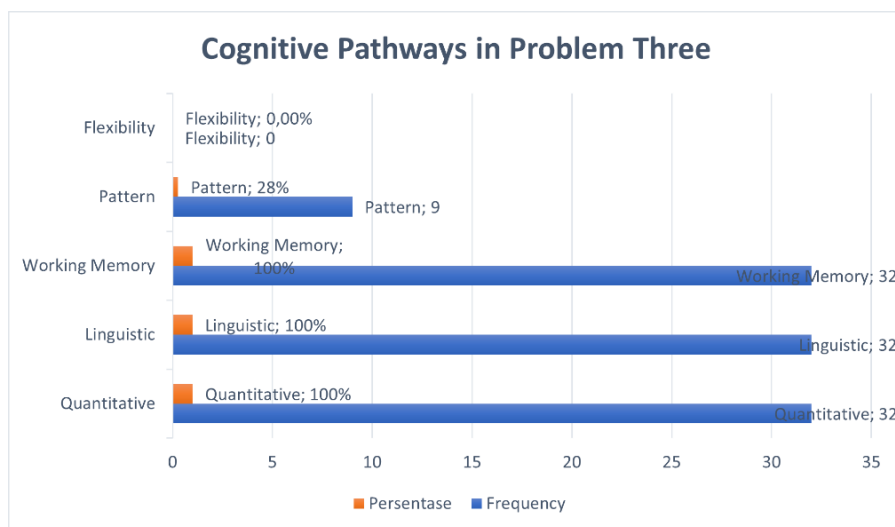 Cognitive Pathways in Problem Three
Flexibility
Flexibility; 0,00%
Flexibility; 0
Pattern
Pattern; 28%
Pattern; 9
Working Memory
Working Memory;
100%
Working Memory; 32
Linguistic
Linguistic; 100%
Linguistic; 32
Quantitative
Quantitative; 100%
Quantitative; 32
0 5 10 15 20 25 30 35
Persentase Frequency